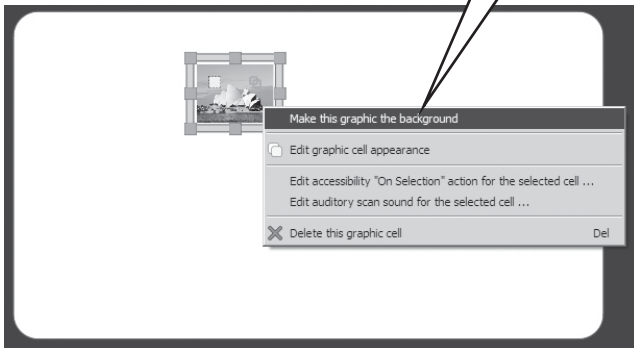 Make this graphic the background
Edit graphic cell appearance
Edit accessibility "On Selection" action for the selected cell ...
Edit auditory scan sound for the selected cell ...
Delete this graphic cell Del